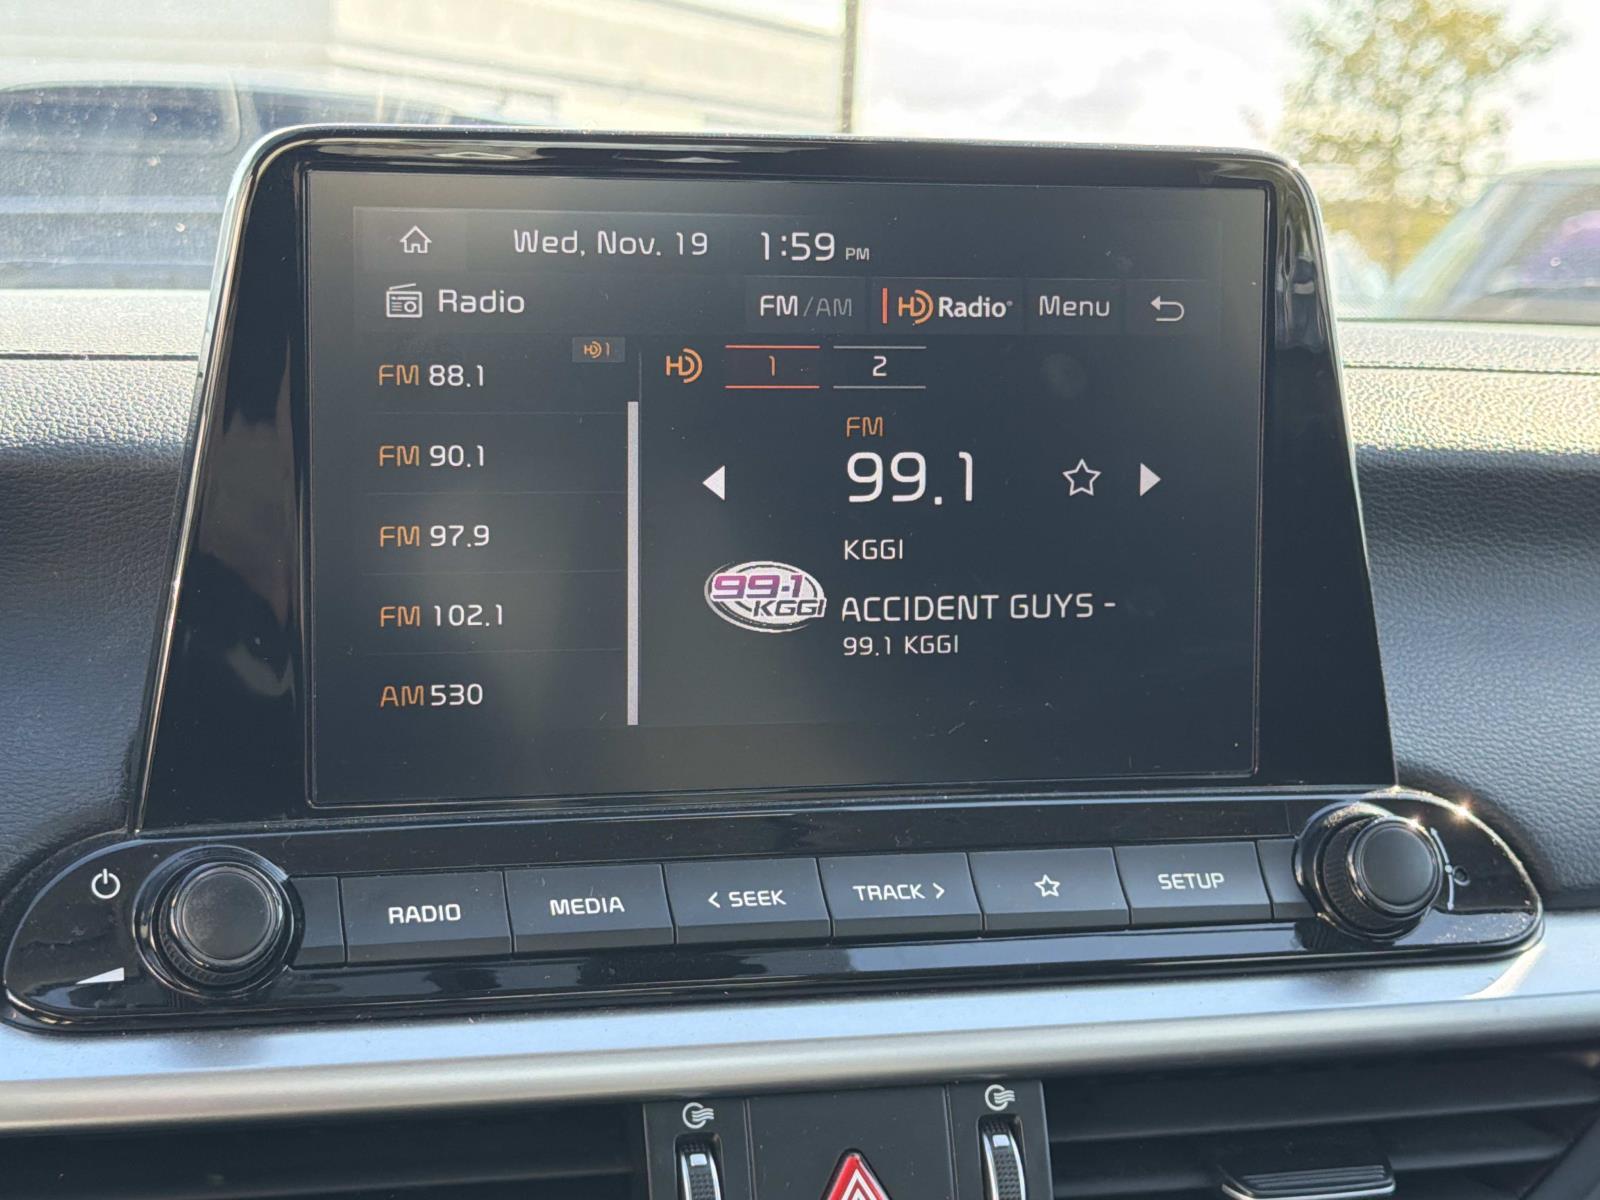 Wed, Nov. 19 1:59 PM
Radio FM/AM HD Radio Menu
HD 1
FM 88.1
FM 90.1
FM 97.9
FM 102.1
AM 530
HD 1 2
FM
99.1
KGGI
99.1 KGGI
ACCIDENT GUYS -
99.1 KGGI
RADIO MEDIA < SEEK TRACK > SETUP